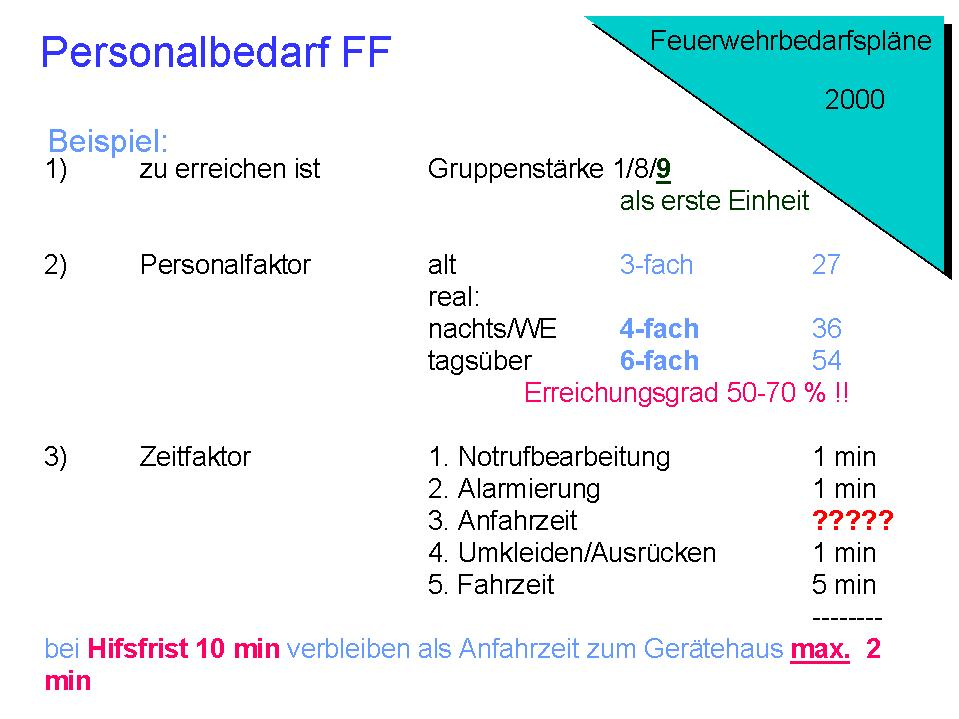 Personalbedarf FF
Feuerwehrbedarfspläne
2000
Beispiel:
1) zu erreichen ist Gruppenstärke 1/8/9
als erste Einheit
2) Personalfaktor alt 3-fach 27
real:
nachts/WE 4-fach 36
tagsüber 6-fach 54
Erreichungsgrad 50-70 % !!
3) Zeitfaktor 1. Notrufbearbeitung 1 min
2. Alarmierung 1 min
3. Anfahrzeit ?????
4. Umkleiden/Ausrücken 1 min
5. Fahrzeit 5 min
--------
bei Hifsfrist 10 min verbleiben als Anfahrzeit zum Gerätehaus max. 2
min